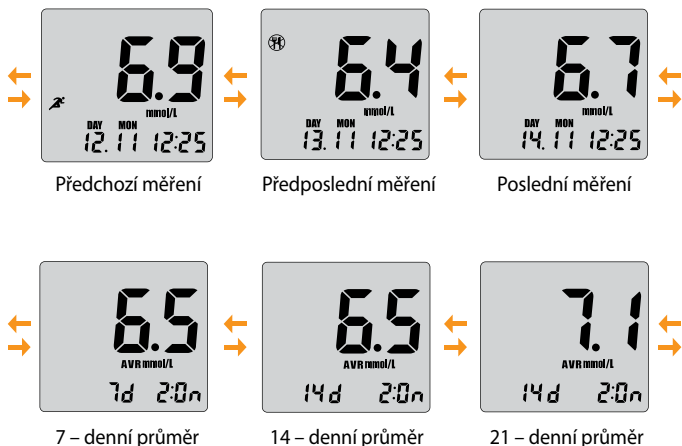 6.9
mmol/L
DAY MON
12. 11 12:25
Předchozí měření
6.4
mmol/L
DAY MON
13. 11 12:25
Předposlední měření
6.7
mmol/L
DAY MON
14. 11 12:25
Poslední měření
6.5
AVR mmol/L
7d 2:0n
7 – denní průměr
6.5
AVR mmol/L
14d 2:0n
14 – denní průměr
7.1
AVR mmol/L
14d 2:0n
21 – denní průměr